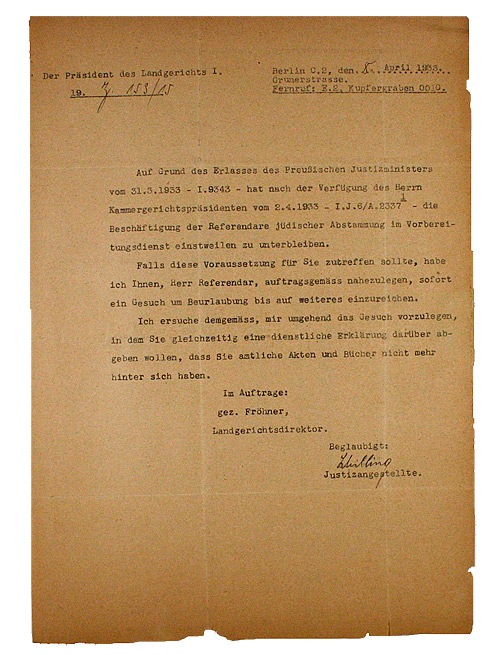 Der Präsident des Landgerichts I.
19. J. 153/15
Berlin C.2, den 8. April 1933.
Grunerstrasse.
Fernruf: E.2. Kupfergraben 0010.
Auf Grund des Erlasses des Preußischen Justizministers
vom 31.3.1933 - I.9343 - hat nach der Verfügung des Herrn
Kammergerichtspräsidenten vom 2.4.1933 - I.J.6/A.2337 1 - die
Beschäftigung der Referendare jüdischer Abstammung im Vorberei-
tungsdienst einstweilen zu unterbleiben.
Falls diese Voraussetzung für Sie zutreffen sollte, habe
ich Ihnen, Herr Referendar, auftragsgemäss nahezulegen, sofort
ein Gesuch um Beurlaubung bis auf weiteres einzureichen.
Ich ersuche demgemäss, mir umgehend das Gesuch vorzulegen,
in dem Sie gleichzeitig eine dienstliche Erklärung darüber ab-
geben wollen, dass Sie amtliche Akten und Bücher nicht mehr
hinter sich haben.
Im Auftrage:
gez. Fröhner,
Landgerichtsdirektor.
Beglaubigt:
Justizangestellte.